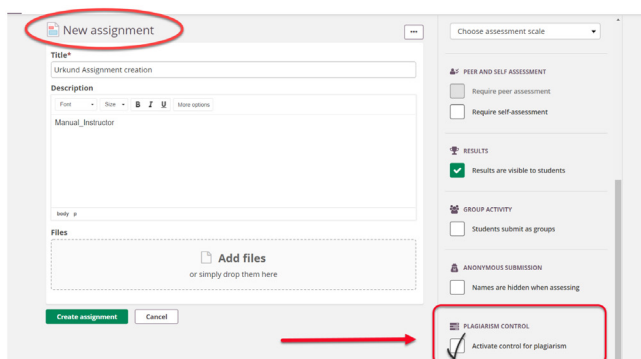 New assignment
...
Title*
Urkund Assignment creation
Description
Font Size B I U More options
Manual_Instructor
body p
Files
Add files
or simply drop them here
Create assignment Cancel
Choose assessment scale
PEER AND SELF ASSESSMENT
Require peer assessment
Require self-assessment
RESULTS
Results are visible to students
GROUP ACTIVITY
Students submit as groups
ANONYMOUS SUBMISSION
Names are hidden when assessing
PLAGIARISM CONTROL
Activate control for plagiarism